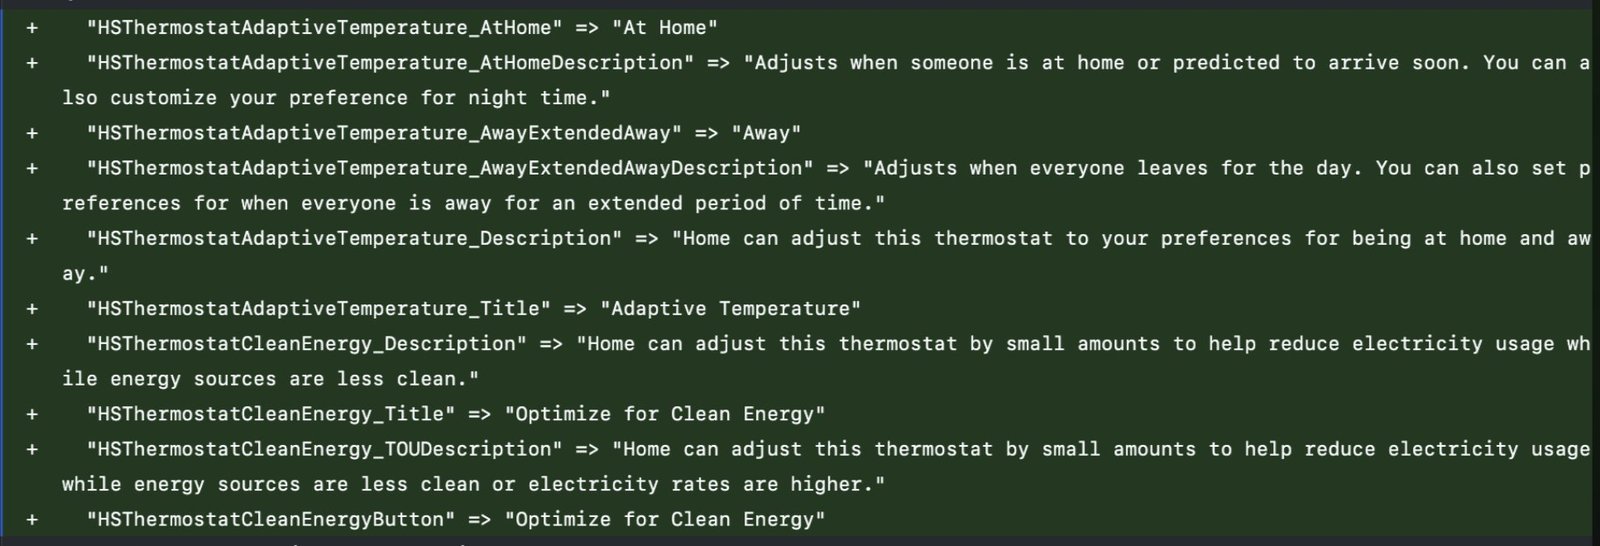 + "HSThermostatAdaptiveTemperature_AtHome" => "At Home"
+ "HSThermostatAdaptiveTemperature_AtHomeDescription" => "Adjusts when someone is at home or predicted to arrive soon. You can a
lso customize your preference for night time."
+ "HSThermostatAdaptiveTemperature_AwayExtendedAway" => "Away"
+ "HSThermostatAdaptiveTemperature_AwayExtendedAwayDescription" => "Adjusts when everyone leaves for the day. You can also set p
references for when everyone is away for an extended period of time."
+ "HSThermostatAdaptiveTemperature_Description" => "Home can adjust this thermostat to your preferences for being at home and aw
ay."
+ "HSThermostatAdaptiveTemperature_Title" => "Adaptive Temperature"
+ "HSThermostatCleanEnergy_Description" => "Home can adjust this thermostat by small amounts to help reduce electricity usage wh
ile energy sources are less clean."
+ "HSThermostatCleanEnergy_Title" => "Optimize for Clean Energy"
+ "HSThermostatCleanEnergy_TOUDescription" => "Home can adjust this thermostat by small amounts to help reduce electricity usage
while energy sources are less clean or electricity rates are higher."
+ "HSThermostatCleanEnergyButton" => "Optimize for Clean Energy"